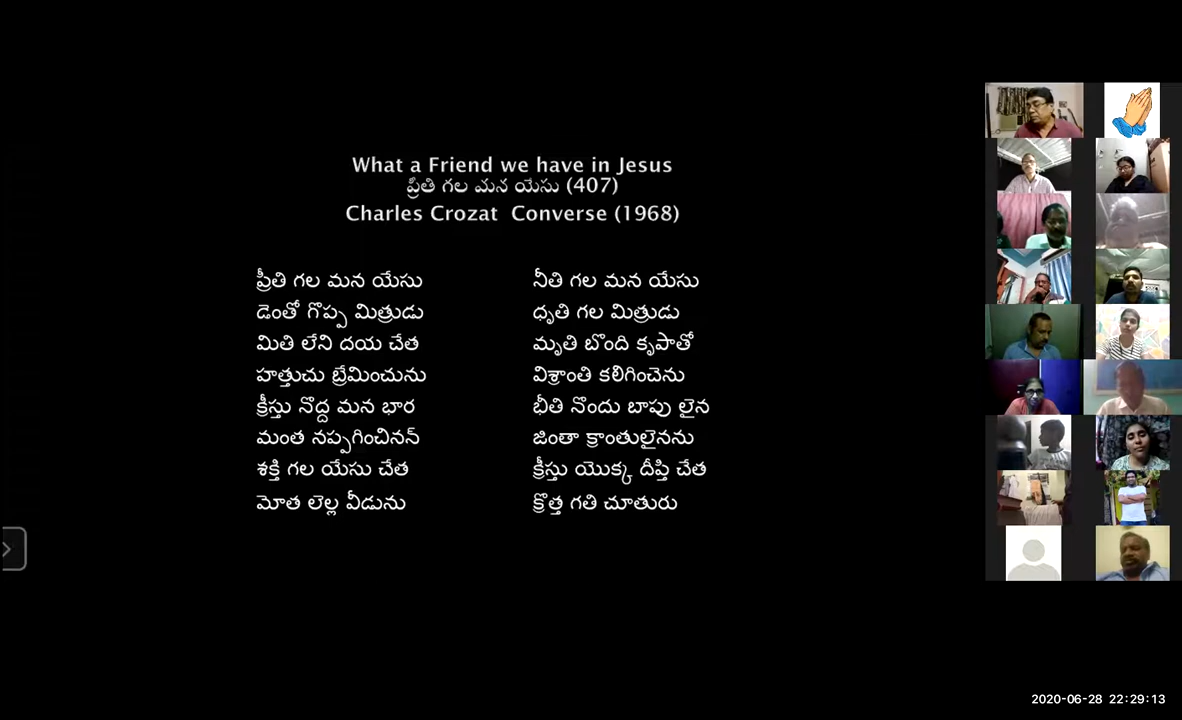 What a Friend we have in Jesus
ప్రీతి గల మన యేసు (407)
Charles Crozat Converse (1968)
ప్రీతి గల మన యేసు
డెంతో గొప్ప మిత్రుడు
మితి లేని దయ చేత
హత్తుచు బ్రేమించును
క్రీస్తు నొద్ద మన భార
మంత నప్పగించినన్
శక్తి గల యేసు చేత
మోత లెల్ల వీడును
నీతి గల మన యేసు
ధృతి గల మిత్రుడు
మృతి బొంది కృపాతో
విశ్రాంతి కలిగించెను
భీతి నొందు బాపు లైన
జింతా క్రాంతులైనను
క్రీస్తు యొక్క దీప్తి చేత
క్రొత్త గతి చూతురు
2020-06-28 22:29:13